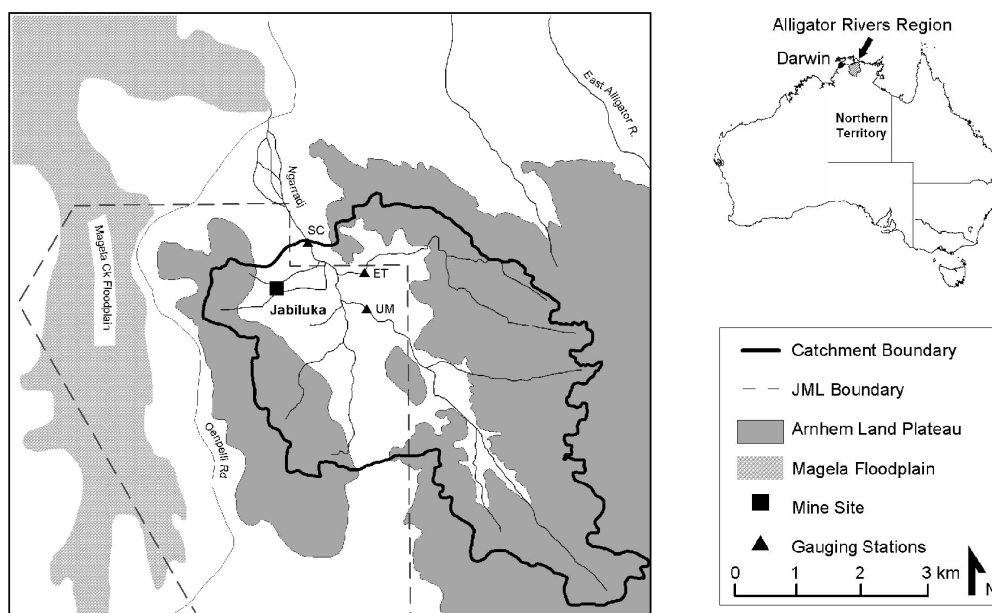 East Alligator R.
Ngarradj
Magela Ck Floodplain
SC
ET
UM
Jabiluka
Oenpelli Rd
Alligator Rivers Region
Darwin
Northern
Territory
Catchment Boundary
JML Boundary
Arnhem Land Plateau
Magela Floodplain
Mine Site
Gauging Stations
0 1 2 3 km
N